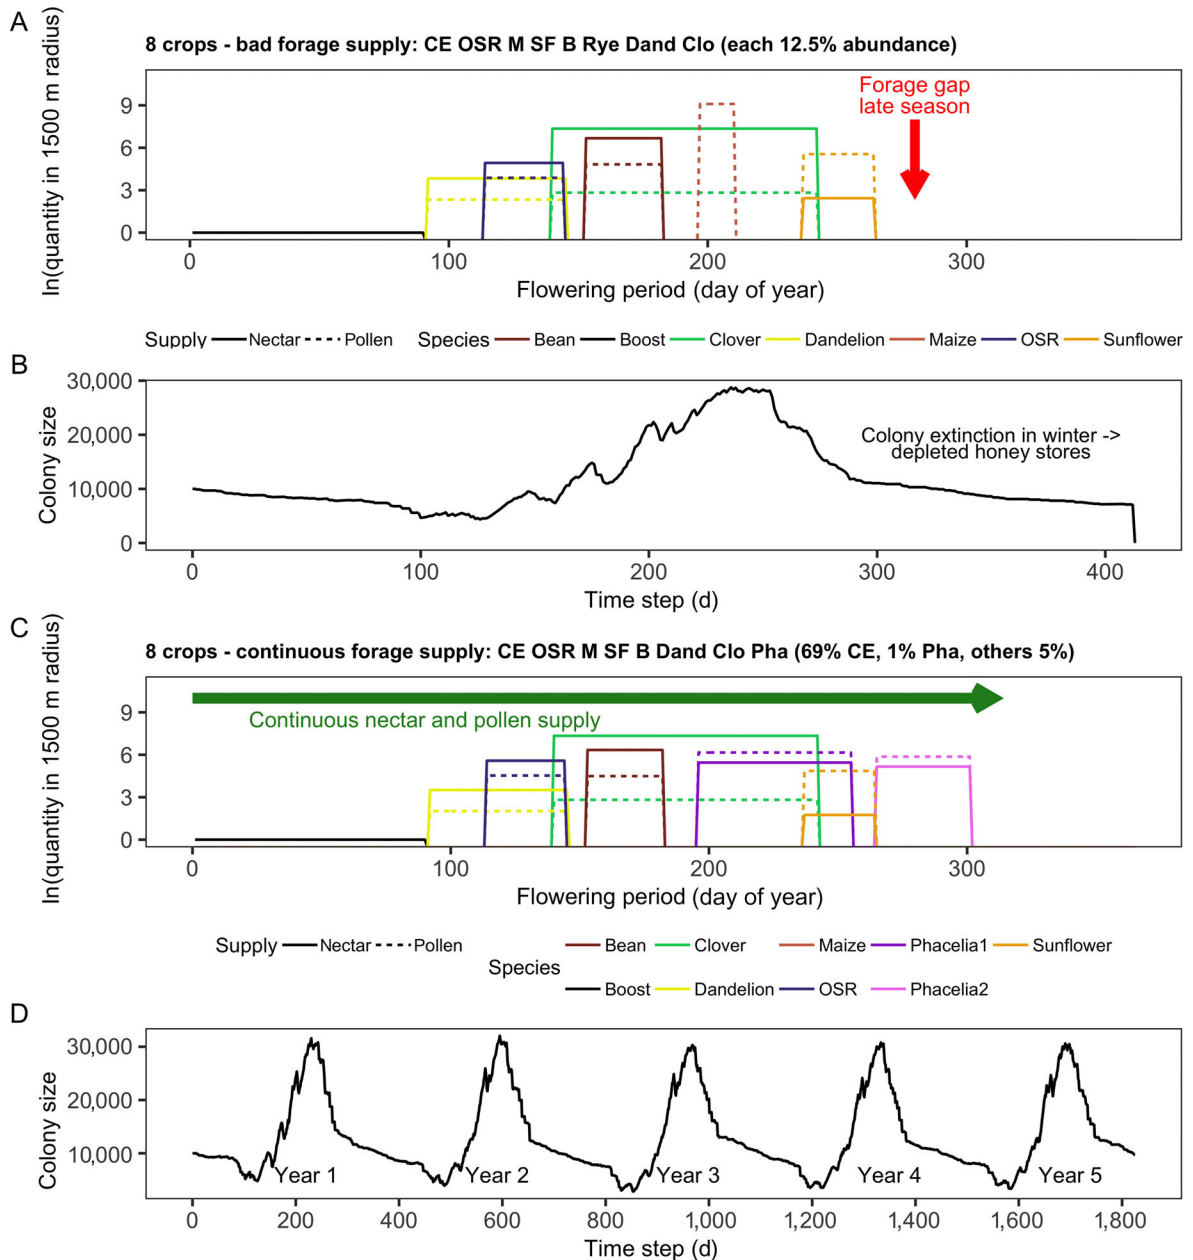 A
8 crops - bad forage supply: CE OSR M SF B Rye Dand Clo (each 12.5% abundance)
ln(quantity in 1500 m radius)
9
6
3
0
Forage gap
late season
0 100 200 300
Flowering period (day of year)
Supply Nectar Pollen Species Bean Boost Clover Dandelion Maize OSR Sunflower
B
Colony size
30,000
20,000
10,000
0
Colony extinction in winter ->
depleted honey stores
0 100 200 300 400
Time step (d)
C
8 crops - continuous forage supply: CE OSR M SF B Dand Clo Pha (69% CE, 1% Pha, others 5%)
ln(quantity in 1500 m radius)
9
6
3
0
Continuous nectar and pollen supply
0 100 200 300
Flowering period (day of year)
Supply Nectar Pollen
Species
Bean Clover Maize Phacelia1 Sunflower
Boost Dandelion OSR Phacelia2
D
Colony size
30,000
20,000
10,000
Year 1 Year 2 Year 3 Year 4 Year 5
0 200 400 600 800 1,000 1,200 1,400 1,600 1,800
Time step (d)